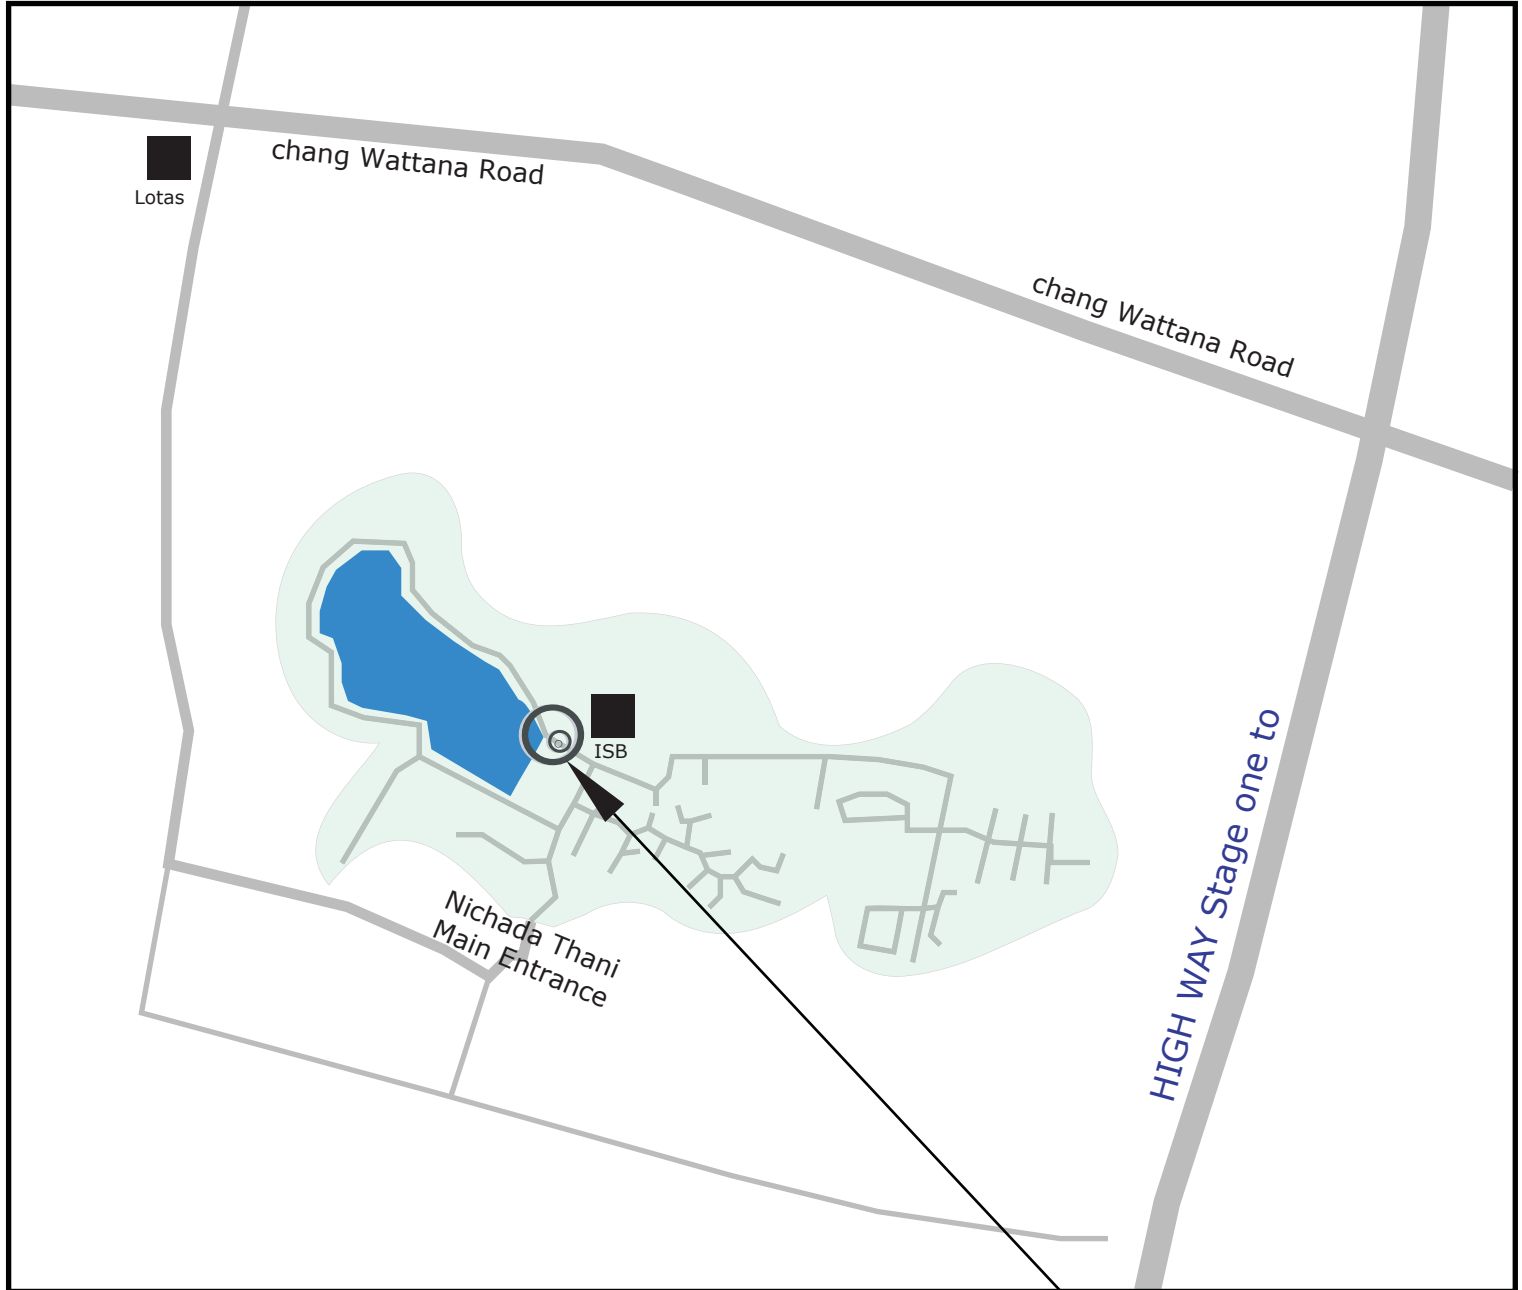 chang Wattana Road
Lotas
chang Wattana Road
ISB
HIGH WAY Stage one to
Nichada Thani
Main Entrance